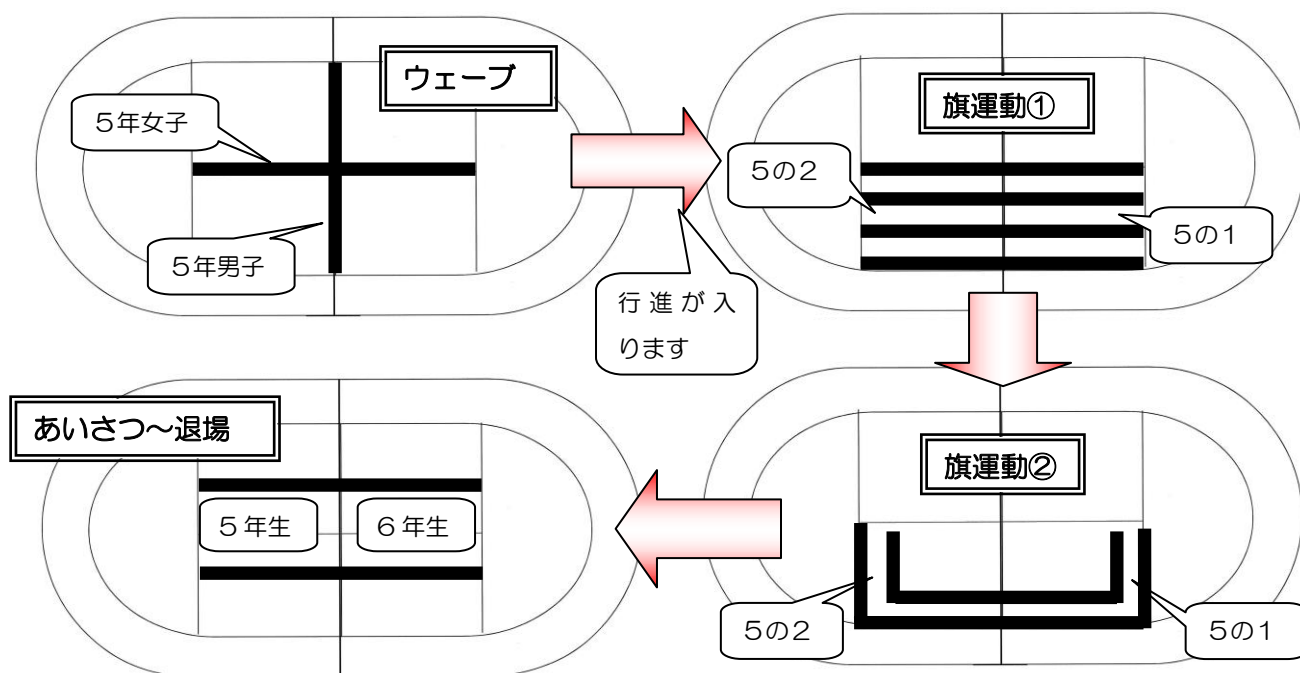 ウェーブ
5年女子
5年男子
行進が入
ります
旗運動①
5の2
5の1
旗運動②
5の2
5の1
あいさつ～退場
5年生
6年生